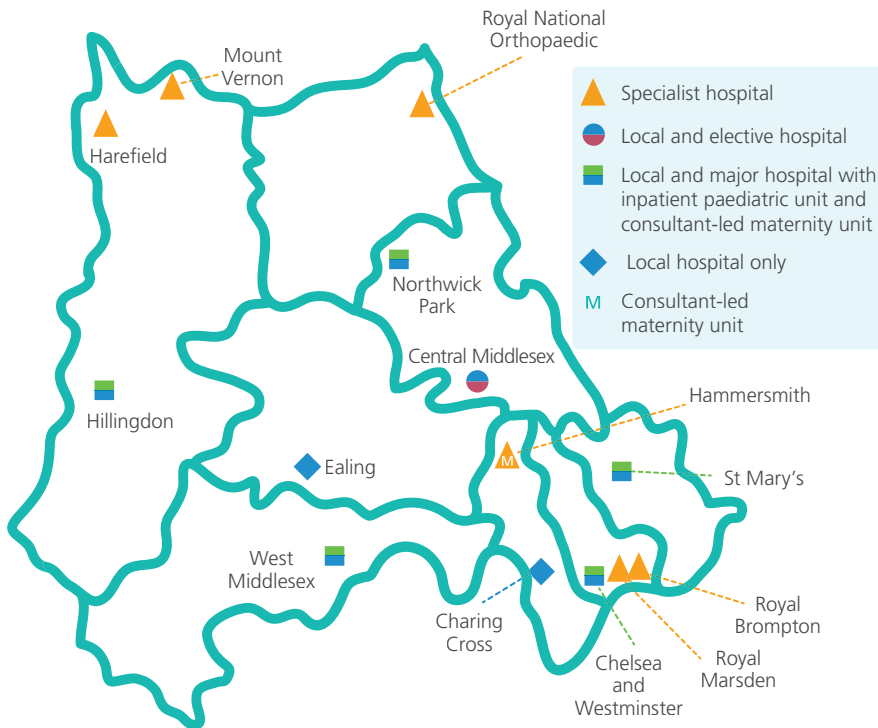 Royal National
Orthopaedic
Mount
Vernon
Harefield
Specialist hospital
Local and elective hospital
Local and major hospital with
inpatient paediatric unit and
consultant-led maternity unit
Local hospital only
M Consultant-led
maternity unit
Northwick
Park
Central Middlesex
Hammersmith
Hillingdon
M
Ealing
St Mary's
West
Middlesex
Charing
Cross
Royal
Brompton
Royal
Marsden
Chelsea
and
Westminster